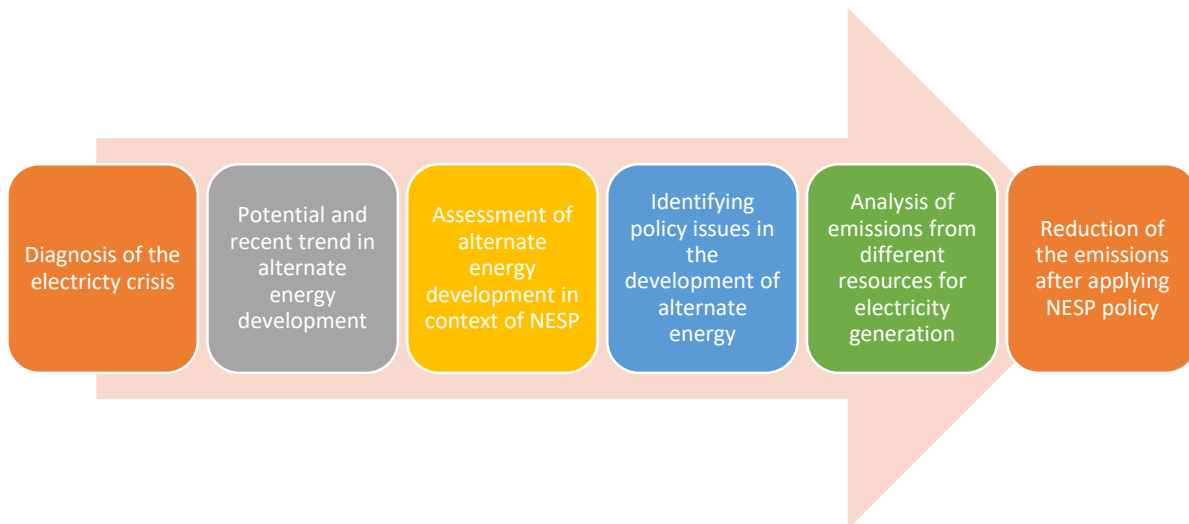 Diagnosis of the
electricty crisis
Potential and
recent trend in
alternate
energy
development
Assessment of
alternate
energy
development in
context of NESP
Identifying
policy issues in
the
development of
alternate
energy
Analysis of
emissions from
different
resources for
electricity
generation
Reduction of
the emissions
after applying
NESP policy